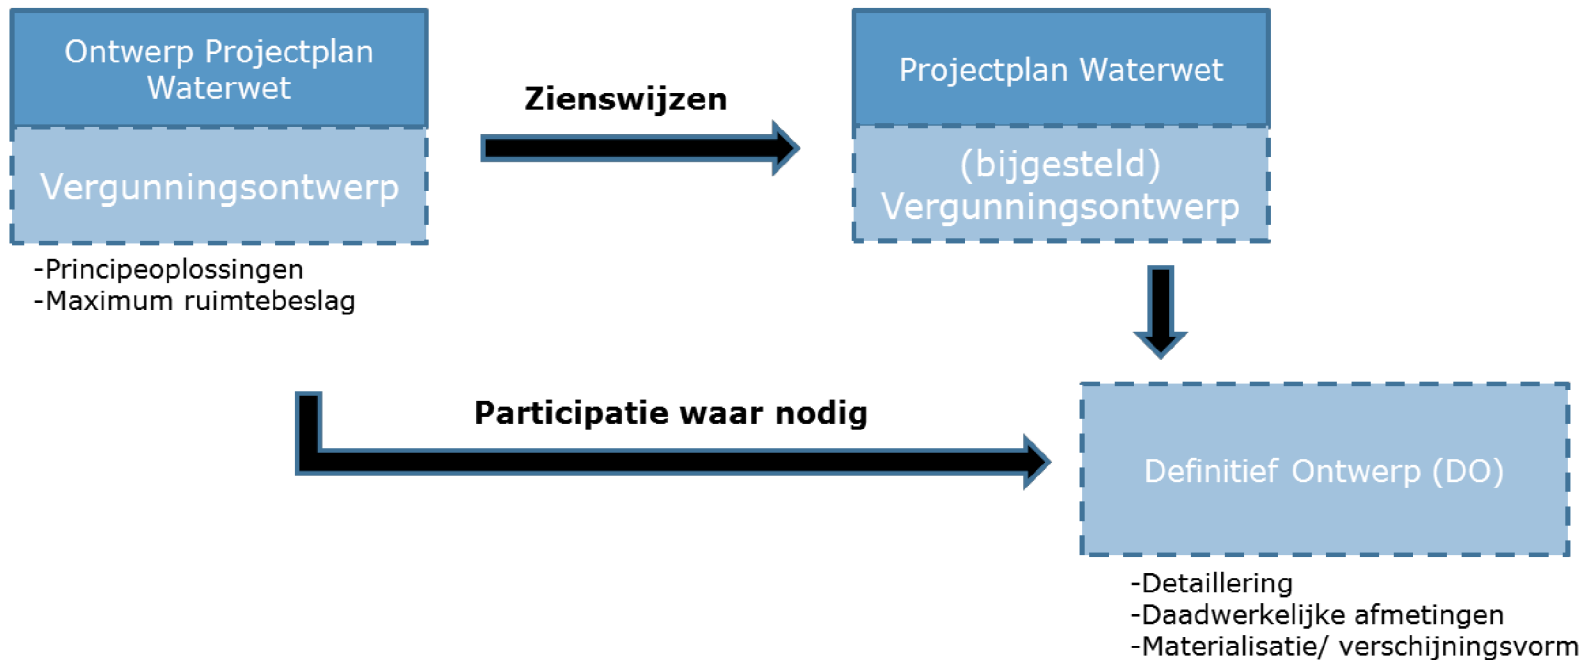 Ontwerp Projectplan
Waterwet
Vergunningsontwerp
-Principeoplossingen
-Maximum ruimtebeslag
Zienswijzen
Projectplan Waterwet
(bijgesteld)
Vergunningsontwerp
Participatie waar nodig
Definitief Ontwerp (DO)
-Detaillering
-Daadwerkelijke afmetingen
-Materialisatie/ verschijningsvorm